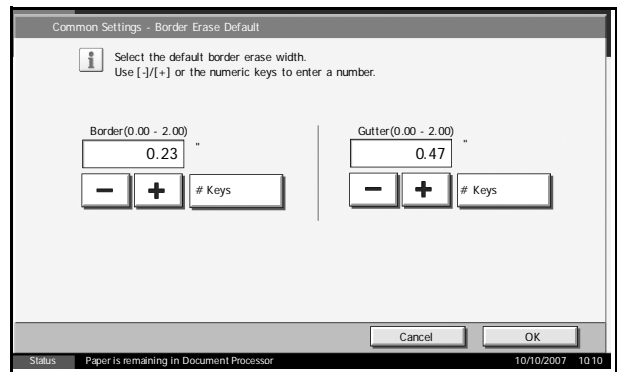 Common Settings - Border Erase Default
Select the default border erase width.
Use [-]/[+] or the numeric keys to enter a number.
Border(0.00 - 2.00)
0.23 "
− + # Keys
Gutter(0.00 - 2.00)
0.47 "
− + # Keys
Cancel OK
Status Paper is remaining in Document Processor 10/10/2007 10:10